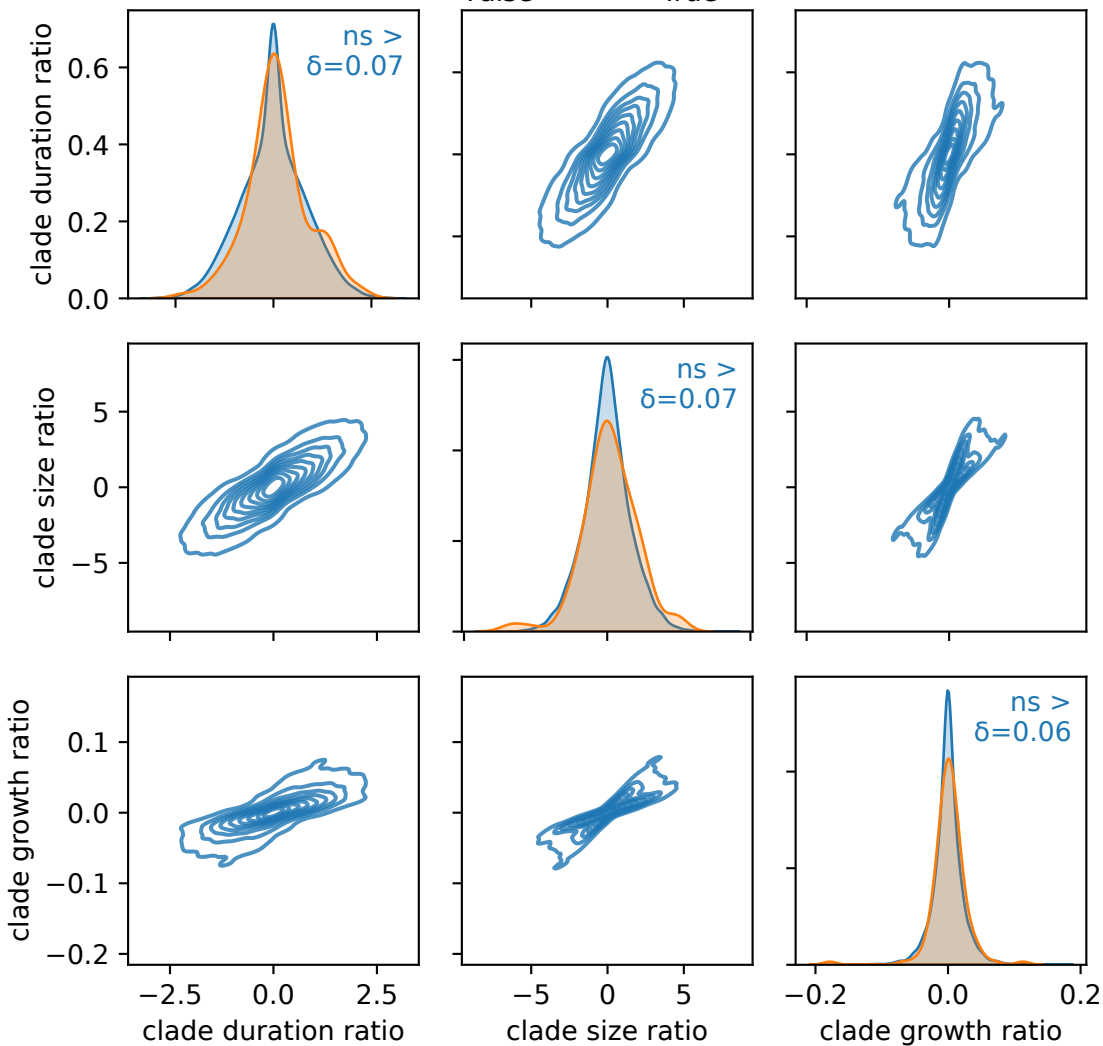 clade duration ratio
0.6
0.4
0.2
0.0
ns >
δ=0.07
clade size ratio
5
0
−5
ns >
δ=0.07
clade growth ratio
0.1
0.0
−0.1
−0.2
ns >
δ=0.06
−2.5
0.0
2.5
−5
0
5
−0.2
0.0
0.2
clade duration ratio
clade size ratio
clade growth ratio